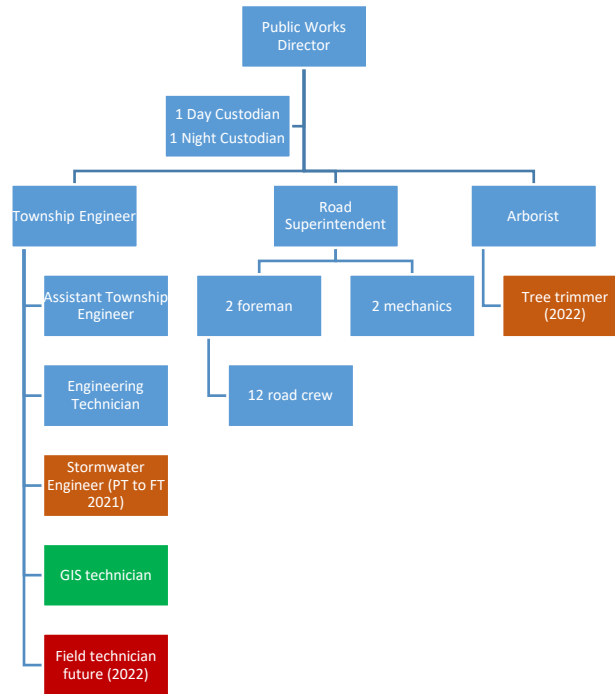 Public Works
Director
1 Day Custodian
1 Night Custodian
Township Engineer
Road
Superintendent
Arborist
Assistant Township
Engineer
2 foreman
2 mechanics
Tree trimmer
(2022)
Engineering
Technician
12 road crew
Stormwater
Engineer (PT to FT
2021)
GIS technician
Field technician
future (2022)